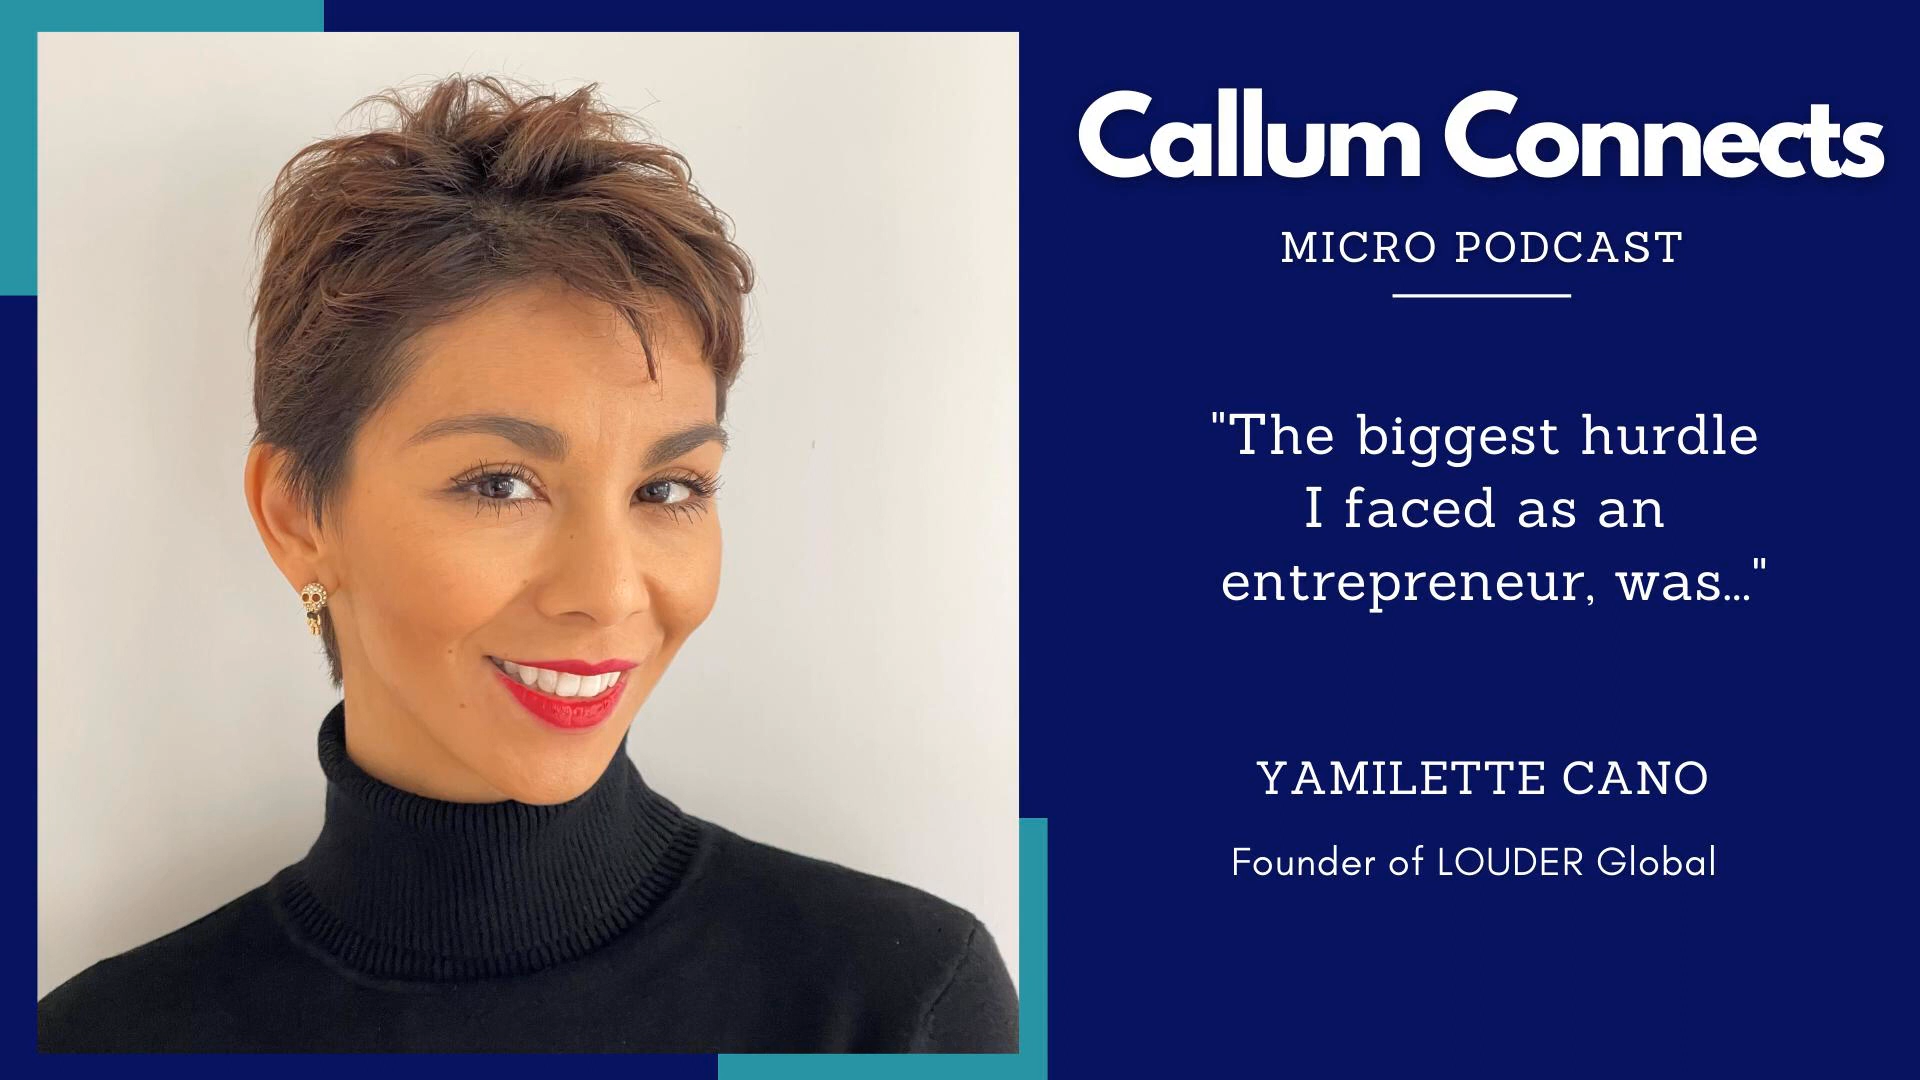 Callum Connects
MICRO PODCAST
"The biggest hurdle
I faced as an
entrepreneur, was..."
YAMILETTE CANO
Founder of LOUDER Global